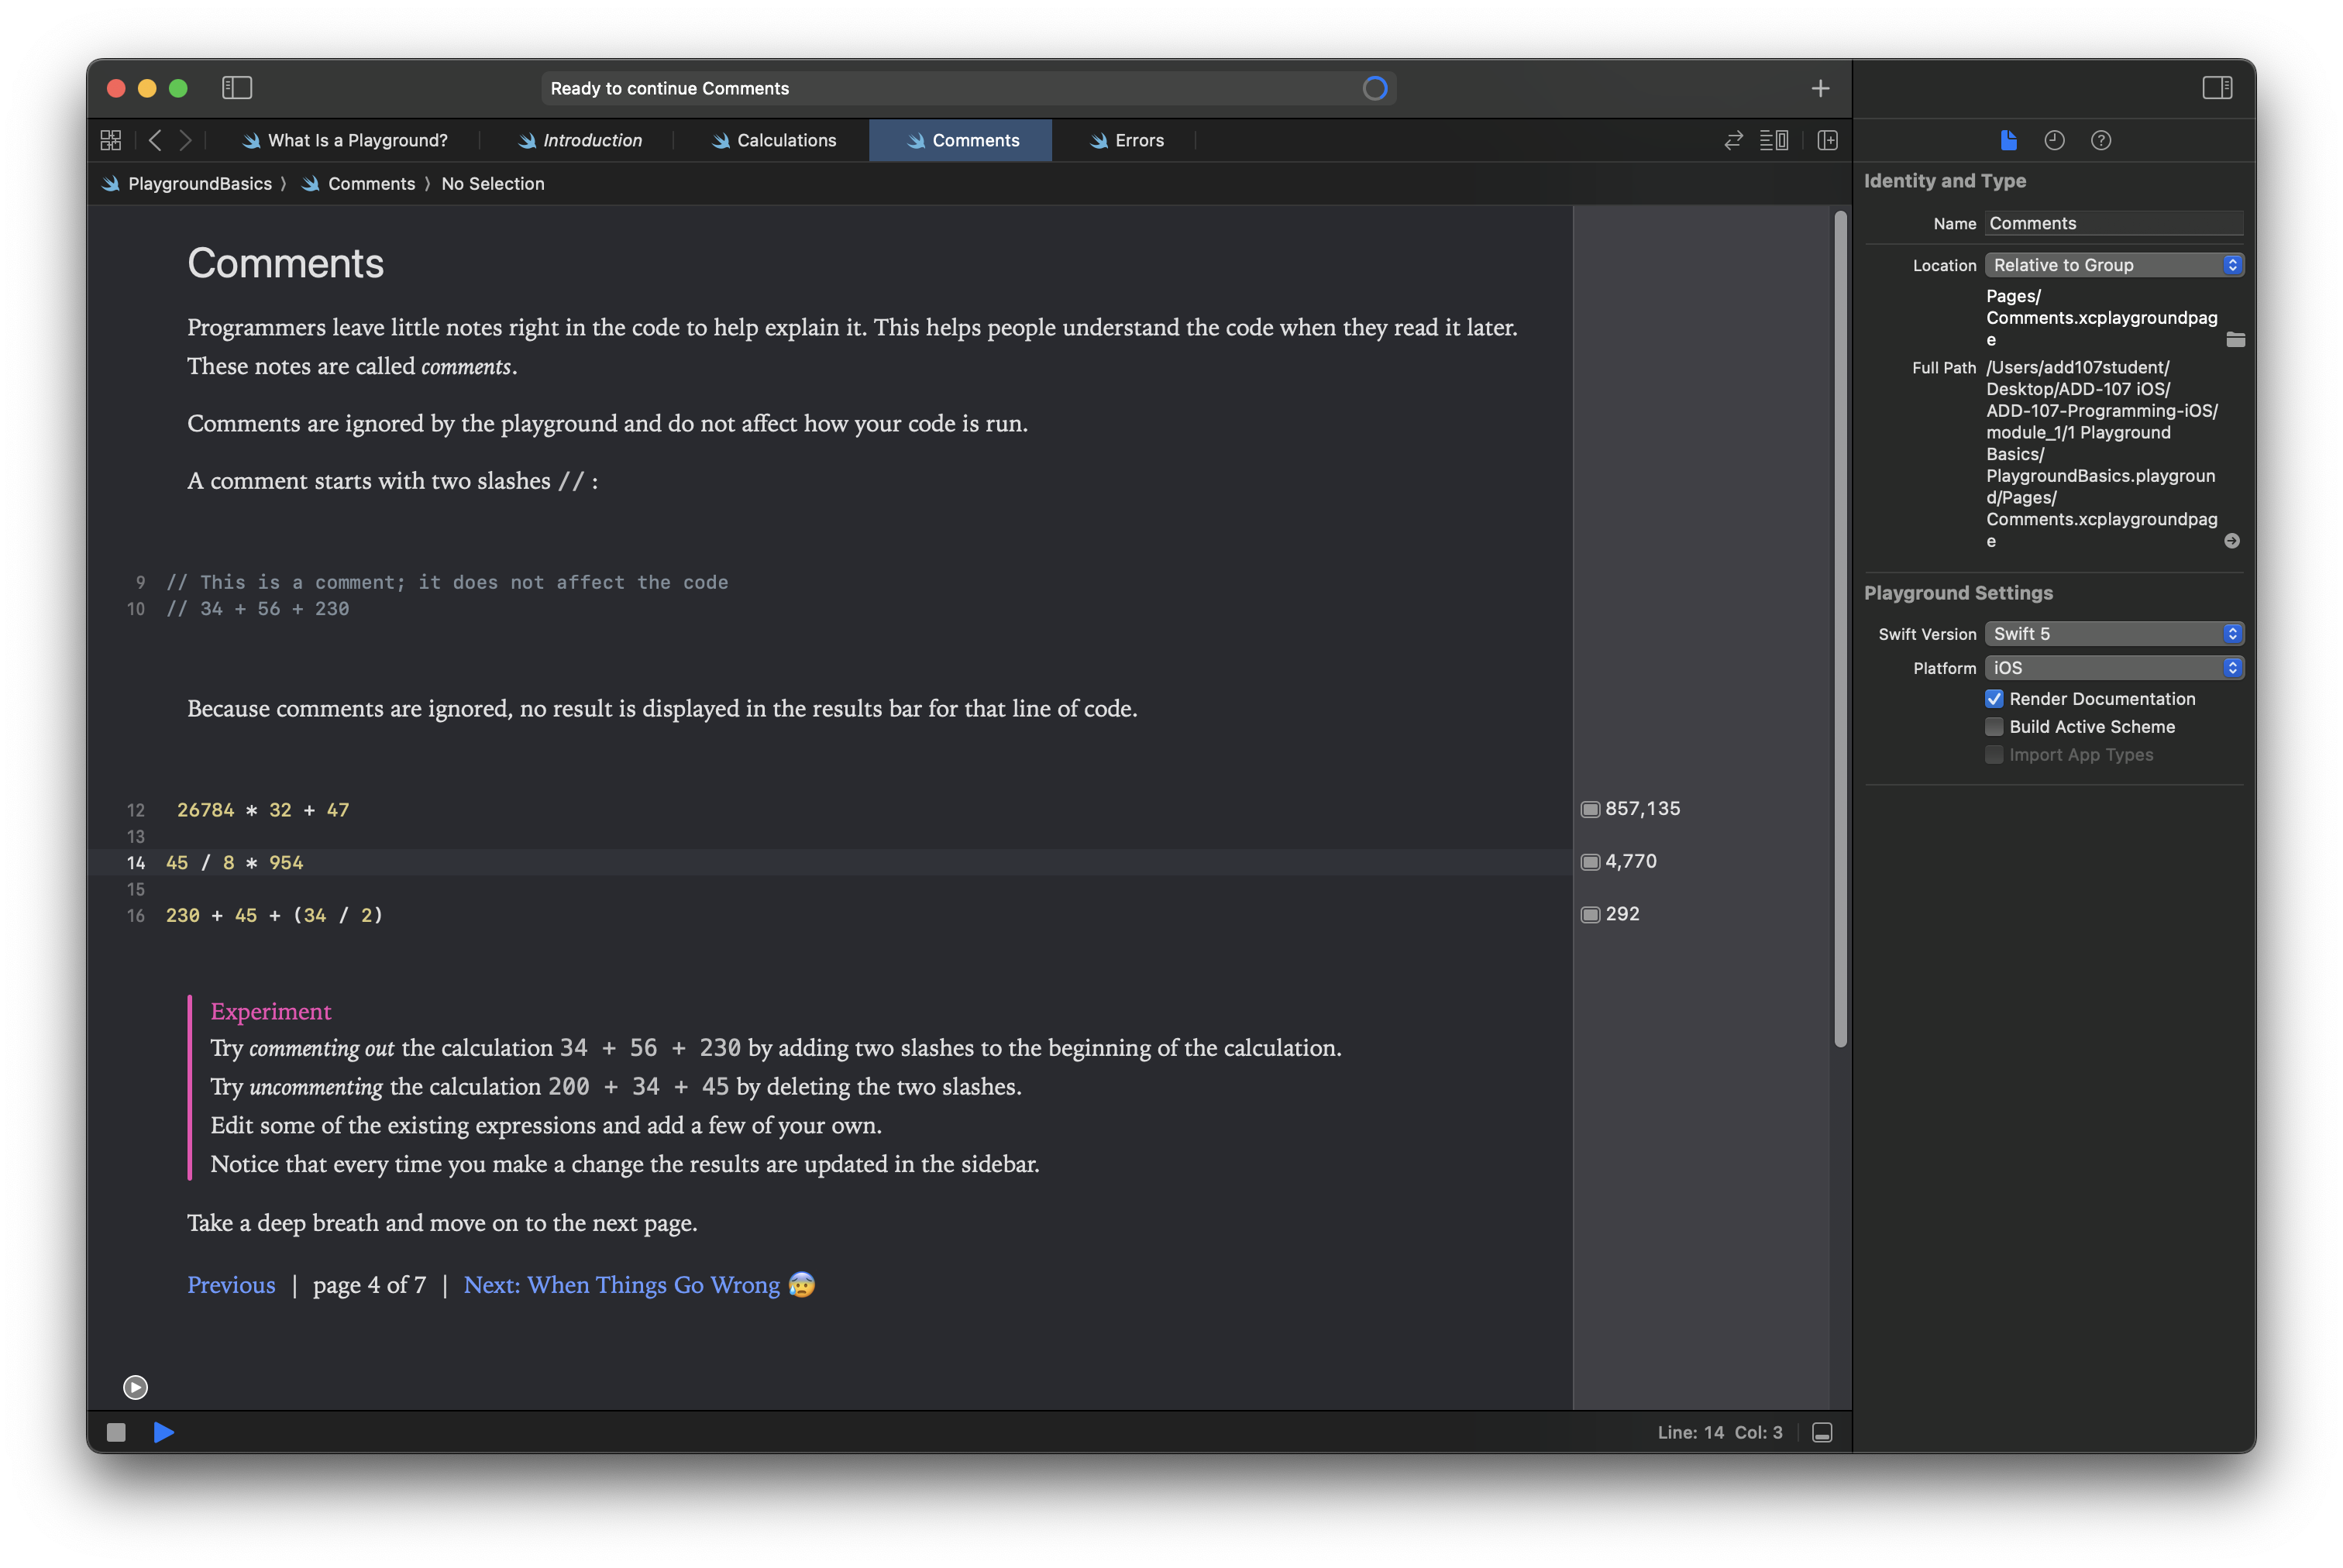 Ready to continue Comments
What Is a Playground?
Introduction
Calculations
Comments
Errors
PlaygroundBasics 〉 Comments 〉 No Selection
Comments
Programmers leave little notes right in the code to help explain it. This helps people understand the code when they read it later.
These notes are called comments.
Comments are ignored by the playground and do not affect how your code is run.
A comment starts with two slashes // :
9 // This is a comment; it does not affect the code
10 // 34 + 56 + 230
Because comments are ignored, no result is displayed in the results bar for that line of code.
12 26784 * 32 + 47
857,135
13
14 45 / 8 * 954
4,770
15
16 230 + 45 + (34 / 2)
292
Experiment
Try commenting out the calculation 34 + 56 + 230 by adding two slashes to the beginning of the calculation.
Try uncommenting the calculation 200 + 34 + 45 by deleting the two slashes.
Edit some of the existing expressions and add a few of your own.
Notice that every time you make a change the results are updated in the sidebar.
Take a deep breath and move on to the next page.
Previous | page 4 of 7 | Next: When Things Go Wrong 😰
Line: 14 Col: 3
Identity and Type
Name Comments
Location Relative to Group
Pages/
Comments.xcplaygroundpag
e
Full Path /Users/add107student/
Desktop/ADD-107 iOS/
ADD-107-Programming-iOS/
module_1/1 Playground
Basics/
PlaygroundBasics.playgroun
d/Pages/
Comments.xcplaygroundpag
e
Playground Settings
Swift Version Swift 5
Platform iOS
Render Documentation
Build Active Scheme
Import App Types